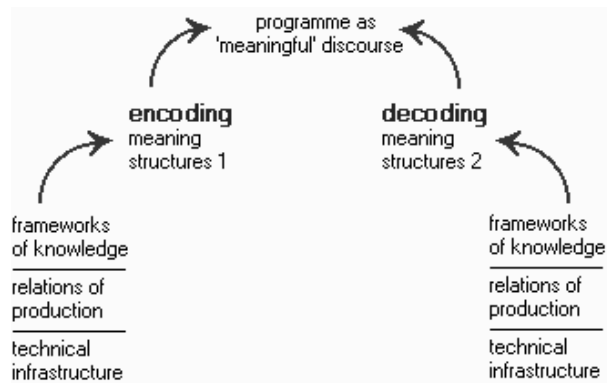 programme as
'meaningful' discourse
encoding
meaning
structures 1
decoding
meaning
structures 2
frameworks
of knowledge
relations of
production
technical
infrastructure
frameworks
of knowledge
relations of
production
technical
infrastructure